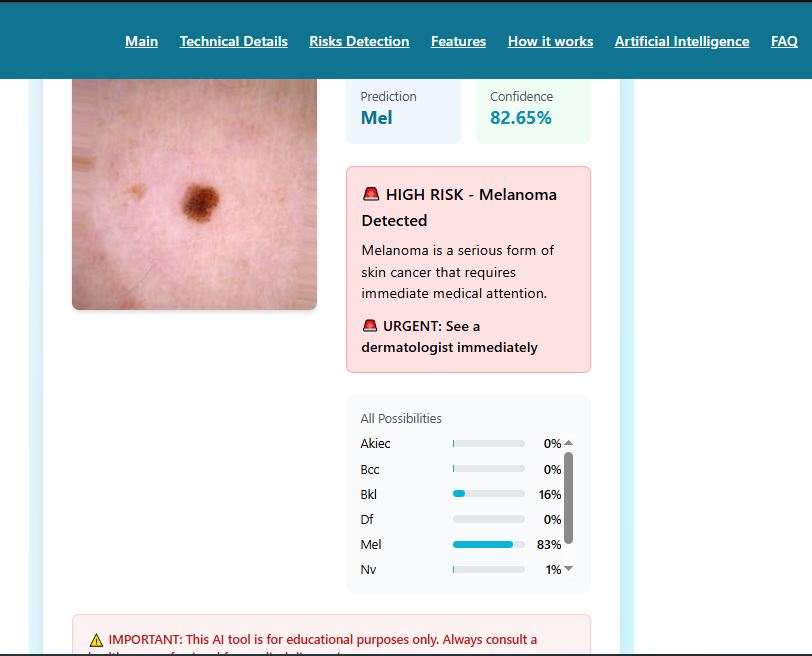 Main Technical Details Risks Detection Features How it works Artificial Intelligence FAQ
Prediction
Mel
Confidence
82.65%
🚨 HIGH RISK - Melanoma
Detected
Melanoma is a serious form of
skin cancer that requires
immediate medical attention.
🚨 URGENT: See a
dermatologist immediately
All Possibilities
Akiec 0%
Bcc 0%
Bkl 16%
Df 0%
Mel 83%
Nv 1%
⚠️ IMPORTANT: This AI tool is for educational purposes only. Always consult a